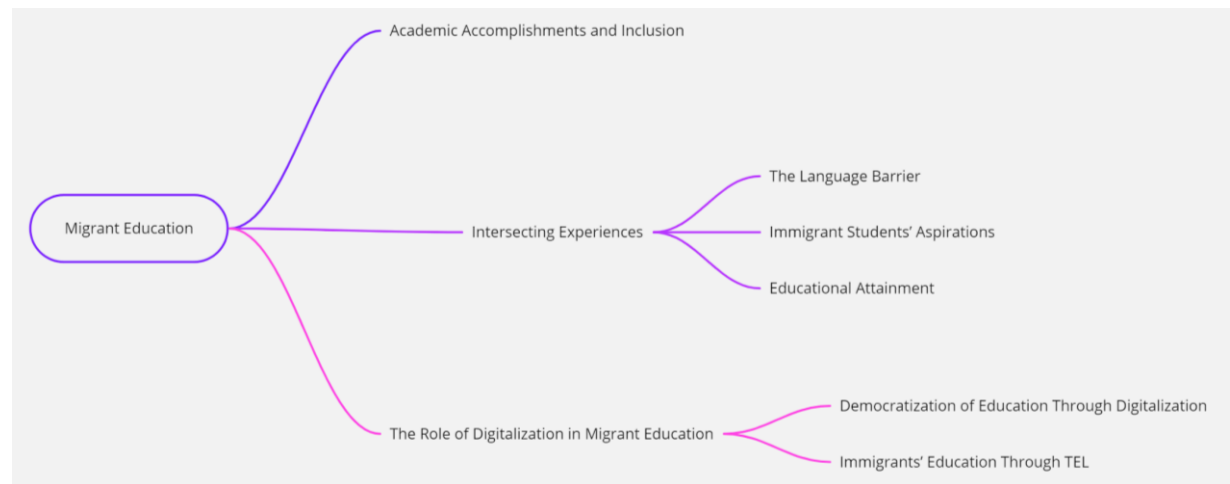 Academic Accomplishments and Inclusion
Migrant Education
Intersecting Experiences
The Language Barrier
Immigrant Students’ Aspirations
Educational Attainment
The Role of Digitalization in Migrant Education
Democratization of Education Through Digitalization
Immigrants’ Education Through TEL